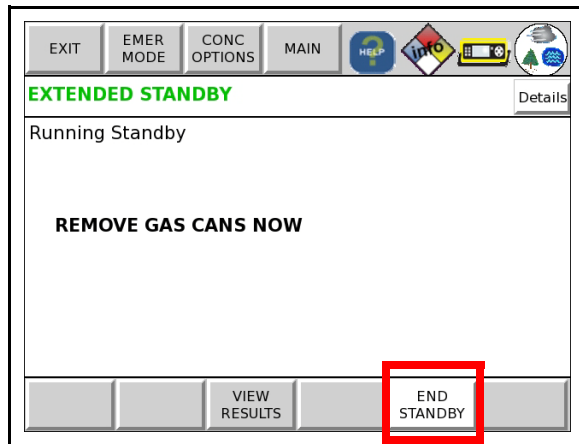 EXIT
EMER
MODE
CONC
OPTIONS
MAIN
HELP
info
EXTENDED STANDBY
Details
Running Standby
REMOVE GAS CANS NOW
VIEW
RESULTS
END
STANDBY